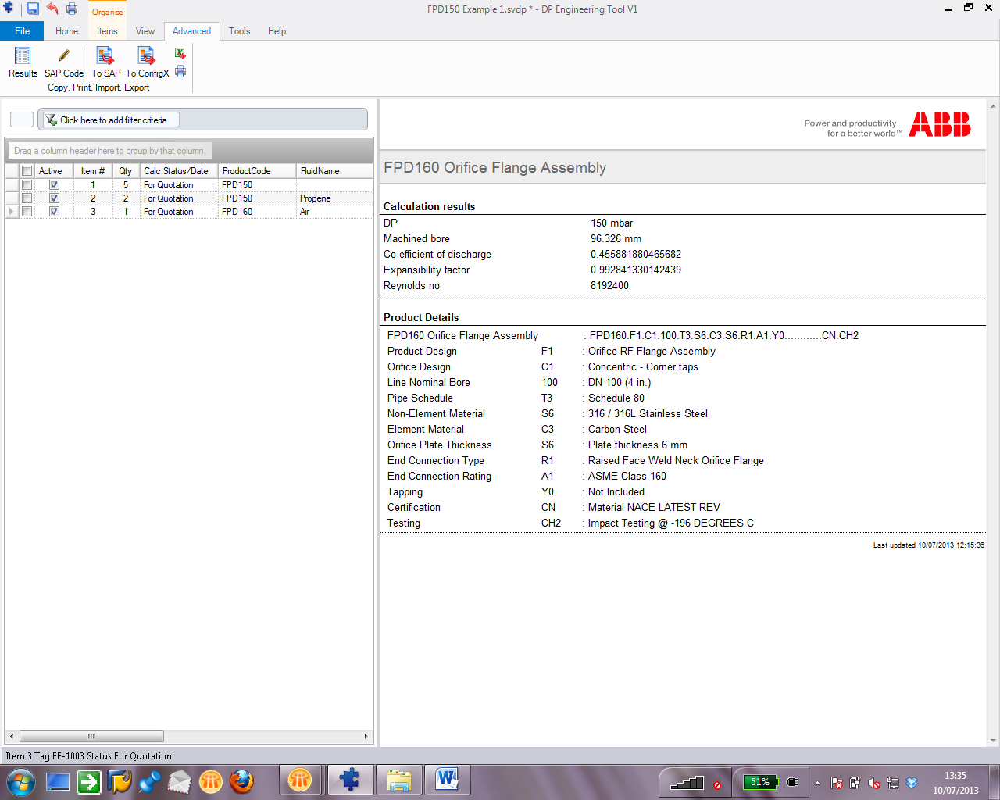 FPD150 Example 1.svdp * - DP Engineering Tool V1
Organise
File Home Items View Advanced Tools Help
Results SAP Code To SAP To ConfigX
Copy, Print, Import, Export
Click here to add filter criteria
Drag a column header here to group by that column.
Active Item # Qty Calc Status/Date ProductCode FluidName
1 5 For Quotation FPD150
2 2 For Quotation FPD150 Propene
3 1 For Quotation FPD160 Air
Power and productivity
for a better world™
ABB
FPD160 Orifice Flange Assembly
Calculation results
DP 150 mbar
Machined bore 96.326 mm
Co-efficient of discharge 0.455881880465682
Expansibility factor 0.992841330142439
Reynolds no 8192400
Product Details
FPD160 Orifice Flange Assembly : FPD160.F1.C1.100.T3.S6.C3.S6.R1.A1.Y0............CN.CH2
Product Design F1 : Orifice RF Flange Assembly
Orifice Design C1 : Concentric - Corner taps
Line Nominal Bore 100 : DN 100 (4 in.)
Pipe Schedule T3 : Schedule 80
Non-Element Material S6 : 316 / 316L Stainless Steel
Element Material C3 : Carbon Steel
Orifice Plate Thickness S6 : Plate thickness 6 mm
End Connection Type R1 : Raised Face Weld Neck Orifice Flange
End Connection Rating A1 : ASME Class 160
Tapping Y0 : Not Included
Certification CN : Material NACE LATEST REV
Testing CH2 : Impact Testing @ -196 DEGREES C
Last updated 10/07/2013 12:15:36
Item 3 Tag FE-1003 Status For Quotation
51%
13:35
10/07/2013